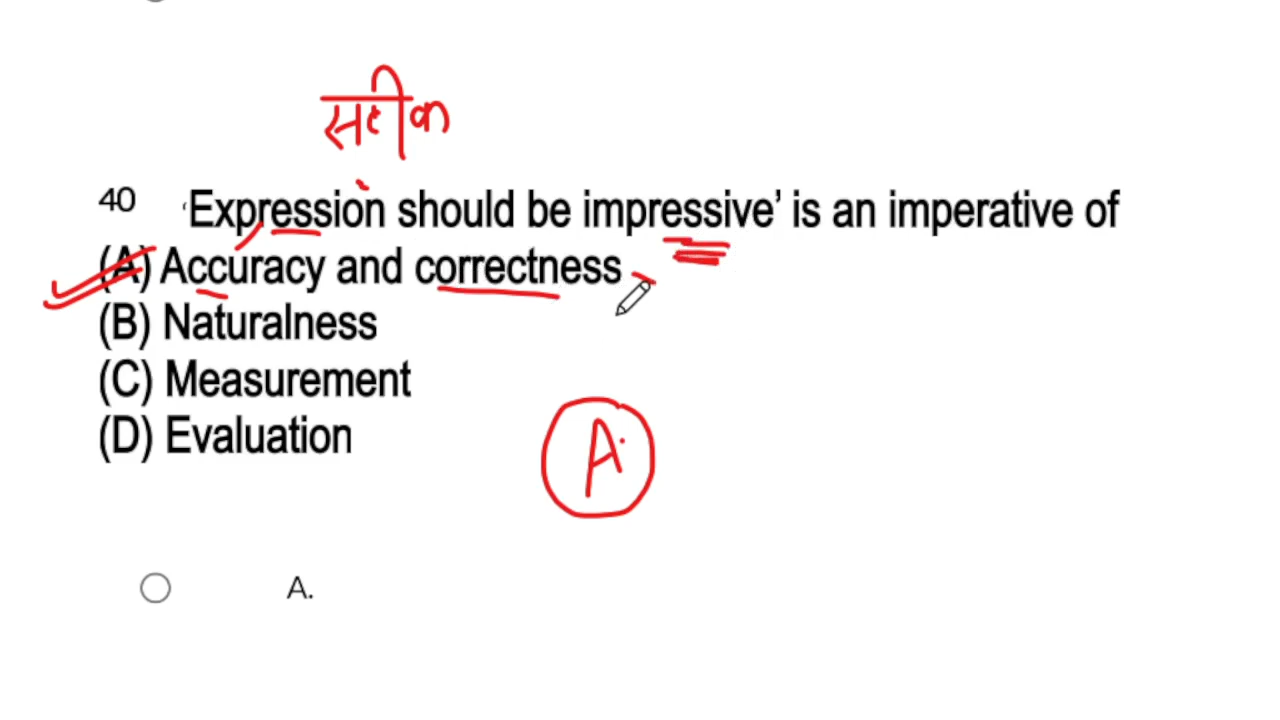 सटीक
40 ‘Expression should be impressive’ is an imperative of
(A) Accuracy and correctness
(B) Naturalness
(C) Measurement
(D) Evaluation
A
A.